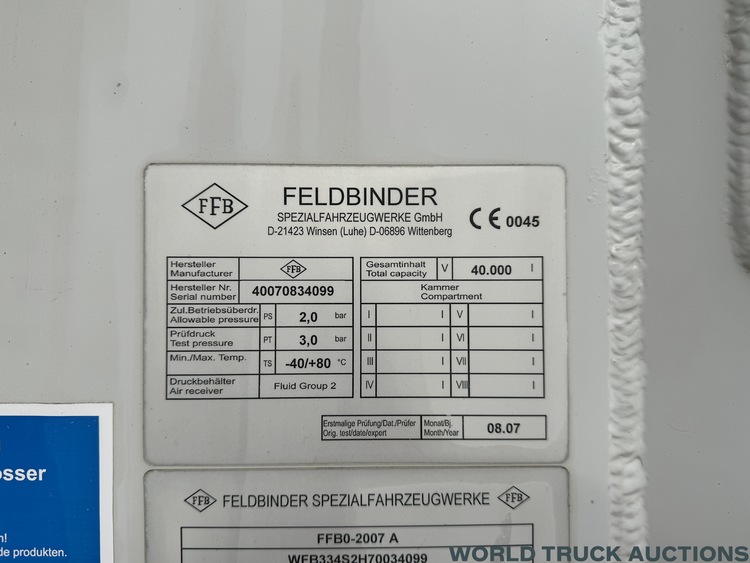 FFB
FELDBINDER
SPEZIALFAHRZEUGWERKE GmbH
D-21423 Winsen (Luhe) D-06896 Wittenberg
CE 0045
Hersteller
Manufacturer
FFB
Hersteller Nr.
Serial number
40070834099
Zul.Betriebsüberdr.
Allowable pressure
PS
2,0 bar
Prüfdruck
Test pressure
PT
3,0 bar
Min./Max. Temp.
TS
-40/+80 °C
Druckbehälter
Air receiver
Fluid Group 2
Gesamtinhalt
Total capacity
V
40.000 l
Kammer
Compartment
I l V l
II l VI l
III l VII l
IV l VIII l
Erstmalige Prüfung/Dat./Prüfer
Orig. test/date/expert
Monat/Bj.
Month/Year
08.07
FFB FELDBINDER SPEZIALFAHRZEUGWERKE FFB
FFB0-2007 A
WFB334S2H70034099
osser
n!
de produkten.
WORLD TRUCK AUCTIONS